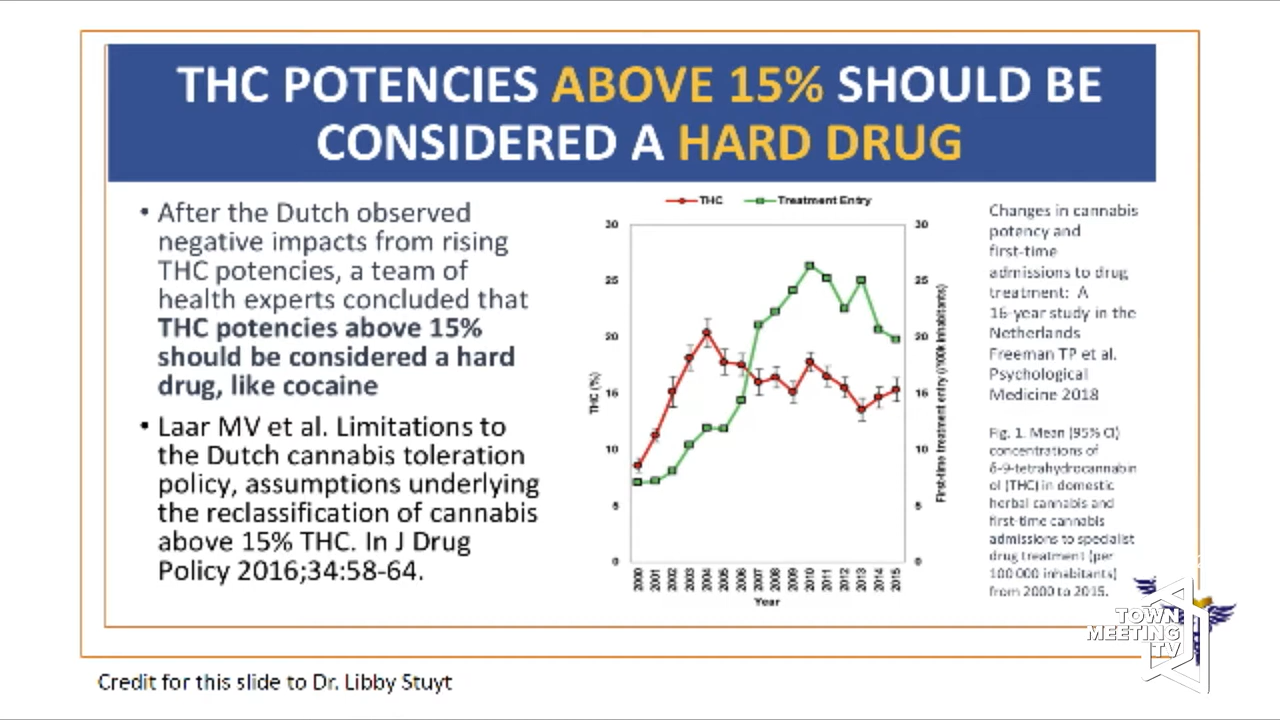 THC POTENCIES ABOVE 15% SHOULD BE
CONSIDERED A HARD DRUG
• After the Dutch observed
negative impacts from rising
THC potencies, a team of
health experts concluded that
THC potencies above 15%
should be considered a hard
drug, like cocaine
• Laar MV et al. Limitations to
the Dutch cannabis toleration
policy, assumptions underlying
the reclassification of cannabis
above 15% THC. In J Drug
Policy 2016;34:58-64.
THC
Treatment Entry
30
25
20
15
10
5
0
THC (%)
30
25
20
15
10
5
0
First-time treatment entry (/100k inhabitants)
2000 2001 2002 2003 2004 2005 2006 2007 2008 2009 2010 2011 2012 2013 2014 2015
Year
Changes in cannabis
potency and
first-time
admissions to drug
treatment: A
16-year study in the
Netherlands
Freeman TP et al.
Psychological
Medicine 2018
Fig. 1. Mean (95% CI)
concentrations of
δ-9-tetrahydrocannabin
ol (THC) in domestic
herbal cannabis and
first-time cannabis
admissions to specialist
drug treatment (per
100 000 inhabitants)
from 2000 to 2015.
TOWN
MEETING
TV
Credit for this slide to Dr. Libby Stuyt